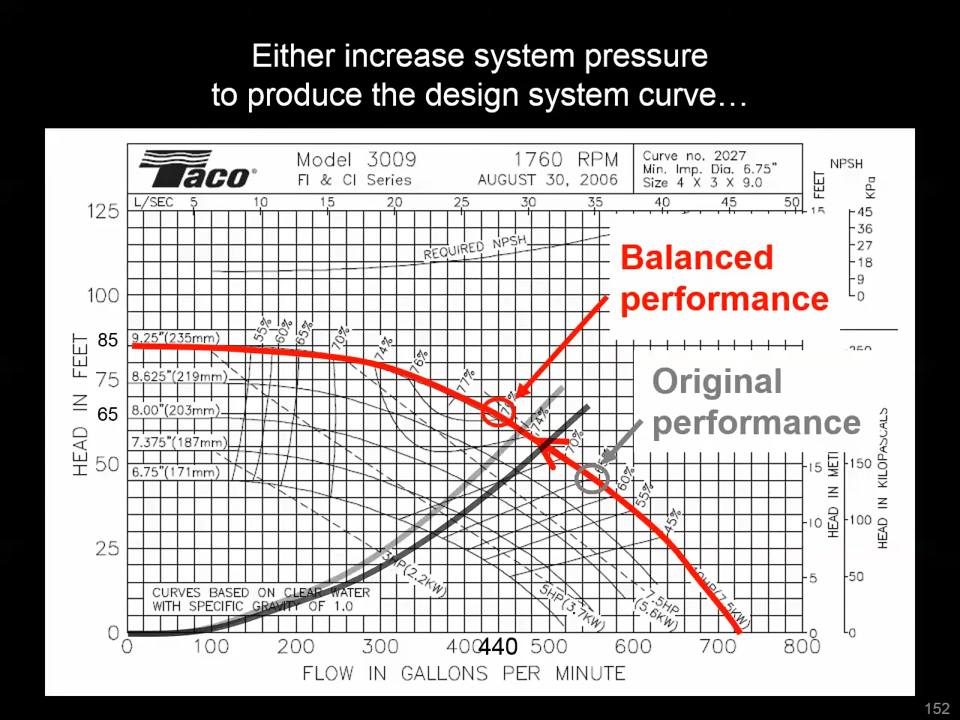 Either increase system pressure
to produce the design system curve…
Taco®
Model 3009
FI & CI Series
1760 RPM
AUGUST 30, 2006
Curve no. 2027
Min. Imp. Dia. 6.75"
Size 4 X 3 X 9.0
NPSH
FEET
KPa
L/SEC 5 10 15 20 25 30 35 40 45 50
15
45
36
27
18
9
0
REQUIRED NPSH
Balanced
performance
Original
performance
HEAD IN FEET
125
100
85
75
65
50
25
0
9.25"(235mm)
8.625"(219mm)
8.00"(203mm)
7.375"(187mm)
6.75"(171mm)
55% 60% 65% 70% 74% 76% 77%
74% 70% 60% 55% 45%
3HP(2.2KW)
5HP(3.7KW)
7.5HP
(5.6KW)
CURVES BASED ON CLEAR WATER
WITH SPECIFIC GRAVITY OF 1.0
15
10
5
0
HEAD IN METE
150
100
50
0
HEAD IN KILOPASCALS
0 100 200 300 400 440 500 600 700 800
FLOW IN GALLONS PER MINUTE
152